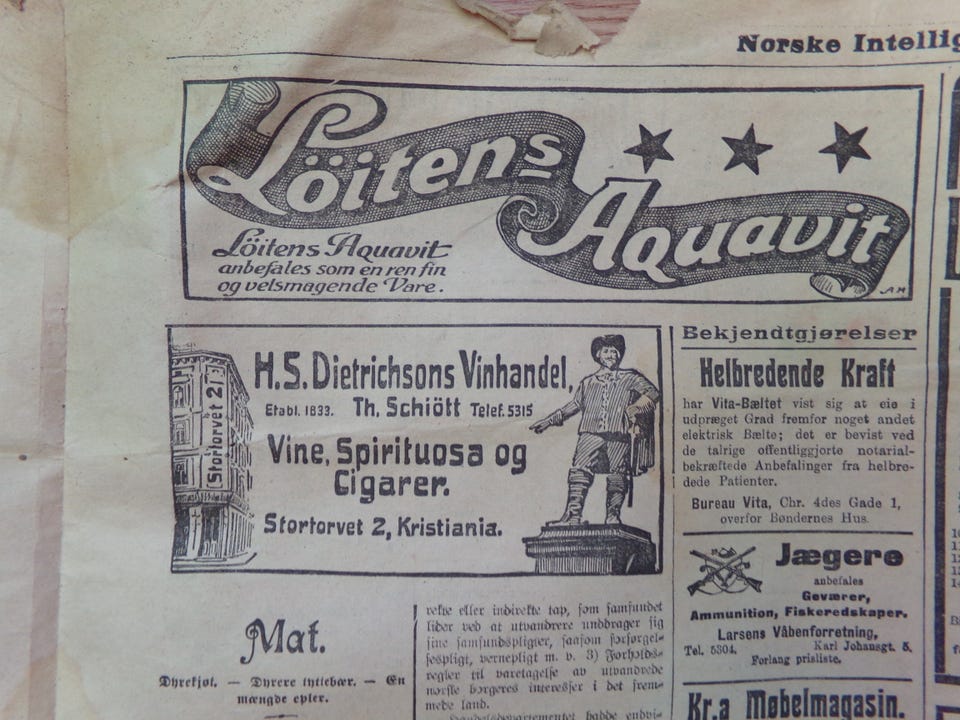 Norske Intellig
Löitens
Aquavit
Löitens Aquavit
anbefales som en ren fin
og velsmagende Vare.
A H
H.S. Dietrichsons Vinhandel,
Etabl. 1833. Th. Schiött Telef. 5315
Vine, Spirituosa og
Cigarer.
Stortorvet 2, Kristiania.
Stortorvet 2
Bekjendtgjørelser
Helbredende Kraft
har Vita-Bæltet vist sig at eie i
udpræget Grad fremfor noget andet
elektrisk Bælte; det er bevist ved
de talrige offentliggjorte notarial-
bekræftede Anbefalinger fra helbre-
dede Patienter.
Bureau Vita, Chr. 4des Gade 1,
overfor Bøndernes Hus.
Jægere
anbefales
Geværer,
Ammunition, Fiskeredskaper.
Larsens Våbenforretning,
Tel. 5304. Karl Johansgt. 5.
Forlang prisliste.
Kr.a Møbelmagasin.
Mat.
Dyrekjøt. — Dyrere tyttebær. — En
mængde epler.
rekte eller indirekte tap, som samfundet
lider ved at utvandrere unddrager sig
sine samfundspligter, saasom forsørgel-
sespligt, vernepligt m. v. 3) Forholds-
regler til varetagelse av utvandrede
norske borgeres interesser i det frem-
mede land.
Handelsdepartementet hadde endvi-